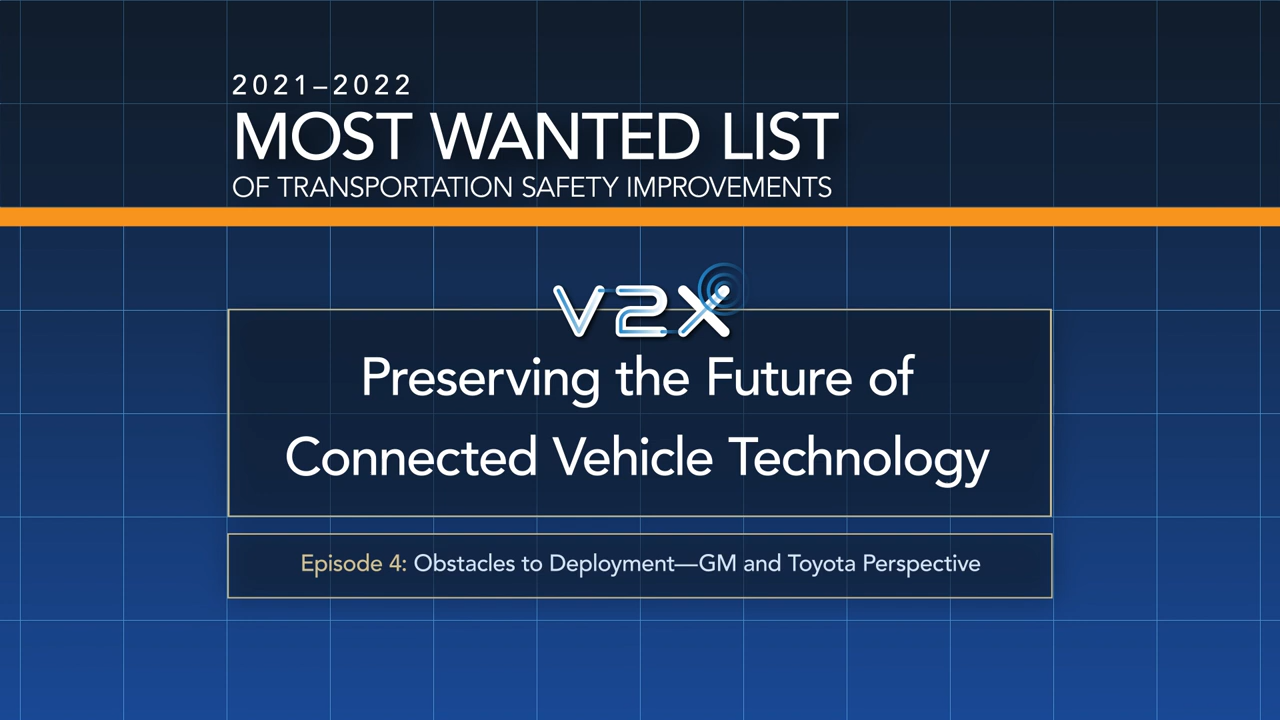 2021–2022
MOST WANTED LIST
OF TRANSPORTATION SAFETY IMPROVEMENTS
V2X
Preserving the Future of
Connected Vehicle Technology
Episode 4: Obstacles to Deployment—GM and Toyota Perspective